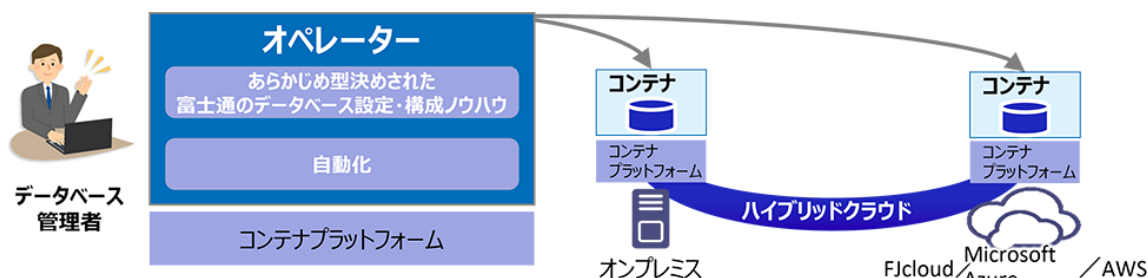 データベース
管理者
オペレーター
あらかじめ型決めされた
富士通のデータベース設定・構成ノウハウ
自動化
コンテナプラットフォーム
コンテナ
コンテナ
プラットフォーム
オンプレミス
ハイブリッドクラウド
コンテナ
コンテナ
プラットフォーム
FJcloud/Microsoft
Azure
/AWS